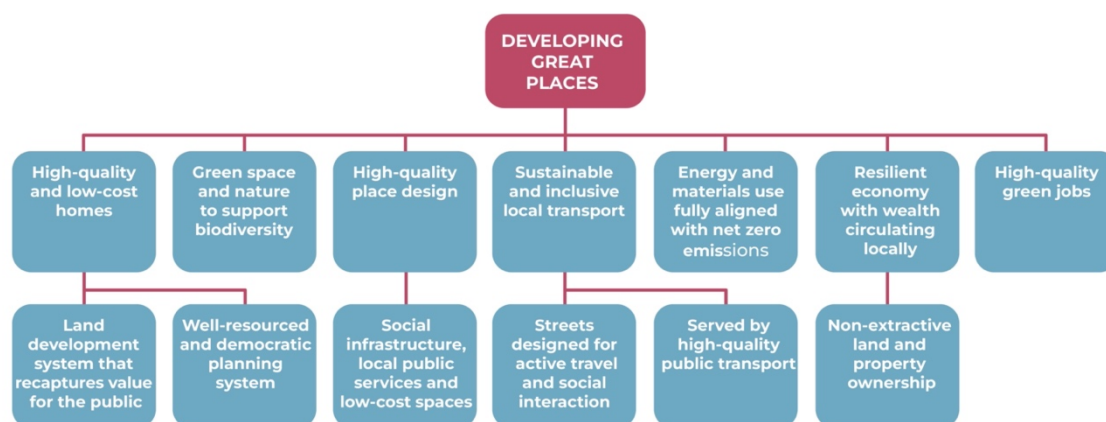 DEVELOPING
GREAT
PLACES
High-quality
and low-cost
homes
Green space
and nature
to support
biodiversity
High-quality
place design
Sustainable
and inclusive
local transport
Energy and
materials use
fully aligned
with net zero
emissions
Resilient
economy
with wealth
circulating
locally
High-quality
green jobs
Land
development
system that
recaptures value
for the public
Well-resourced
and democratic
planning
system
Social
infrastructure,
local public
services and
low-cost spaces
Streets
designed for
active travel
and social
interaction
Served by
high-quality
public transport
Non-extractive
land and
property
ownership